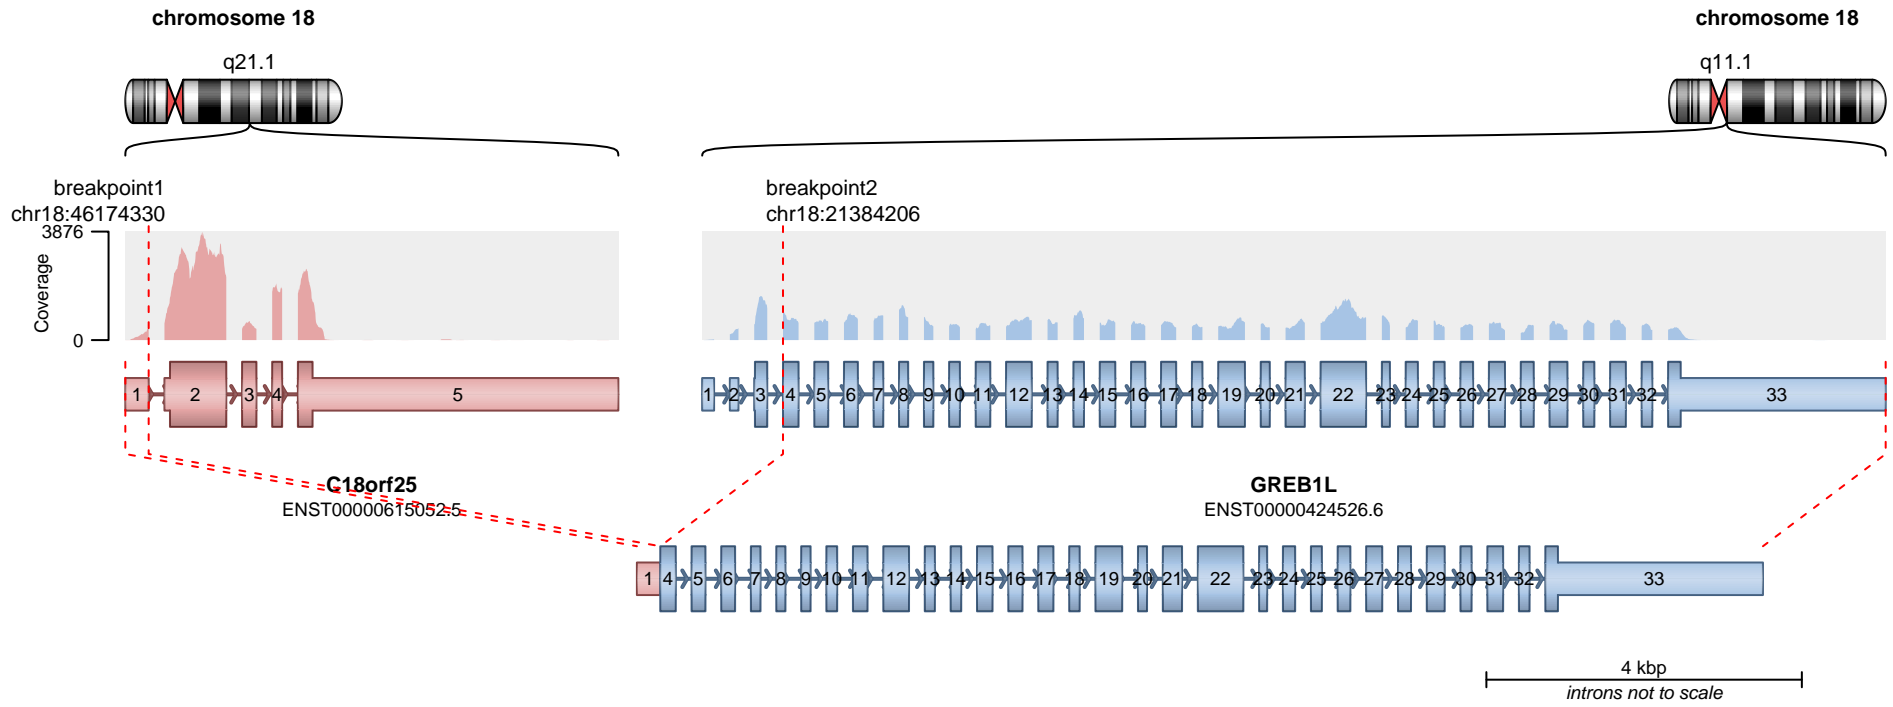 chromosome 18
chromosome 18
q21.1
q11.1
breakpoint1
chr18:46174330
breakpoint2
chr18:21384206
3876
Coverage
0
1 2 3 4 5
1 2 3 4 5 6 7 8 9 10 11 12 13 14 15 16 17 18 19 20 21 22 23 24 25 26 27 28 29 30 31 32 33
C18orf25
ENST00000615052.5
GREB1L
ENST00000424526.6
1 4 5 6 7 8 9 10 11 12 13 14 15 16 17 18 19 20 21 22 23 24 25 26 27 28 29 30 31 32 33
4 kbp
introns not to scale